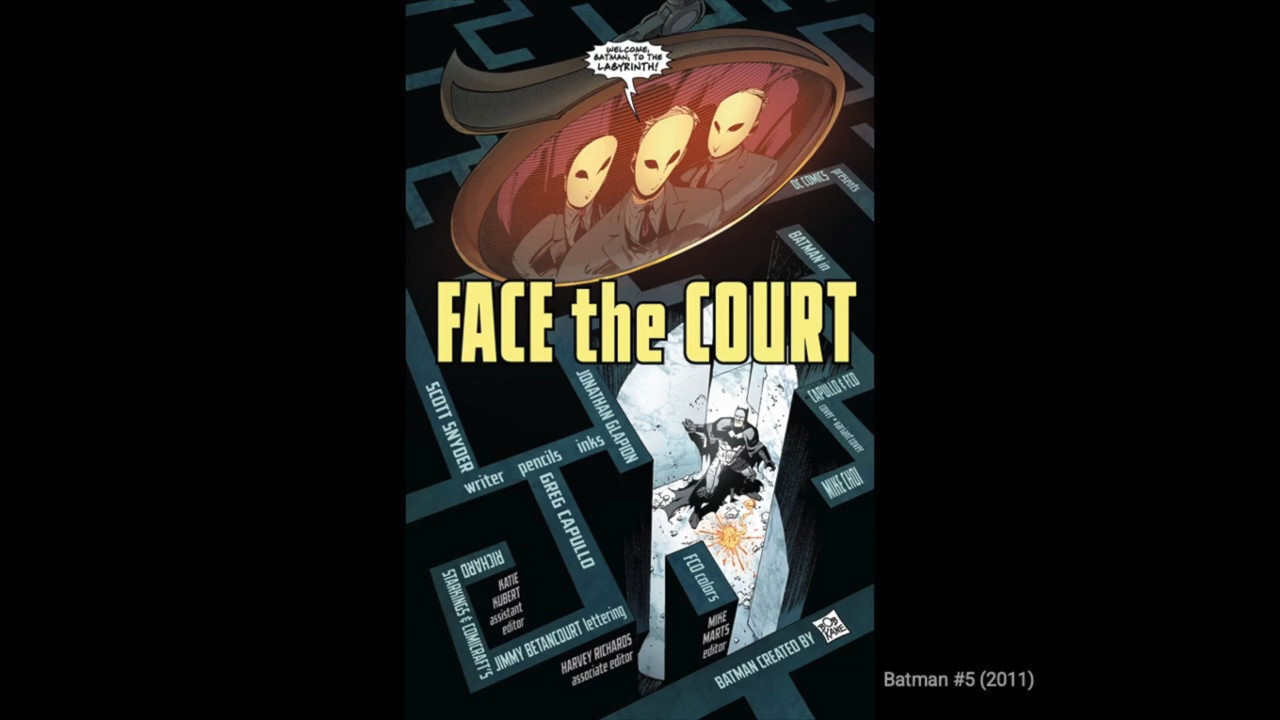 WELCOME,
BATMAN, TO THE
LABYRINTH!
DC COMICS presents
BATMAN in
FACE the COURT
SCOTT SNYDER
writer
pencils
GREG CAPULLO
inks
JONATHAN GLAPION
CAPULLO & FCO
cover • variant cover
MIKE CHOI
FCO colors
RICHARD
STARKINGS & COMICRAFT'S
JIMMY BETANCOURT lettering
KATIE
KUBERT
assistant
editor
HARVEY RICHARDS
associate editor
MIKE
MARTS
editor
BATMAN CREATED BY
BOB
KANE
Batman #5 (2011)